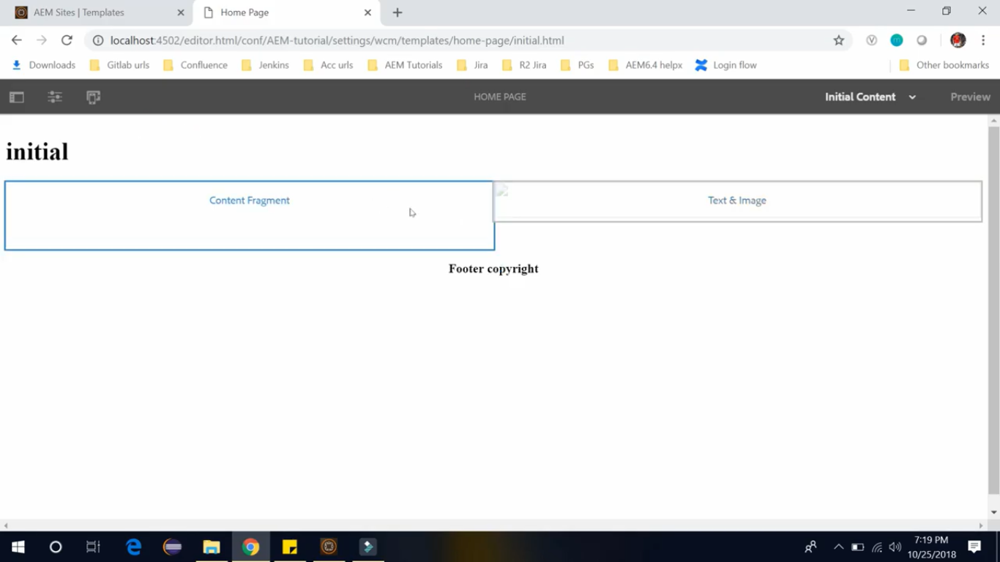 AEM Sites | Templates
Home Page
localhost:4502/editor.html/conf/AEM-tutorial/settings/wcm/templates/home-page/initial.html
Downloads Gitlab urls Confluence Jenkins Acc urls AEM Tutorials Jira R2 Jira PGs AEM6.4 helpx Login flow Other bookmarks
HOME PAGE Initial Content Preview
initial
Content Fragment Text & Image
Footer copyright
7:19 PM
10/25/2018